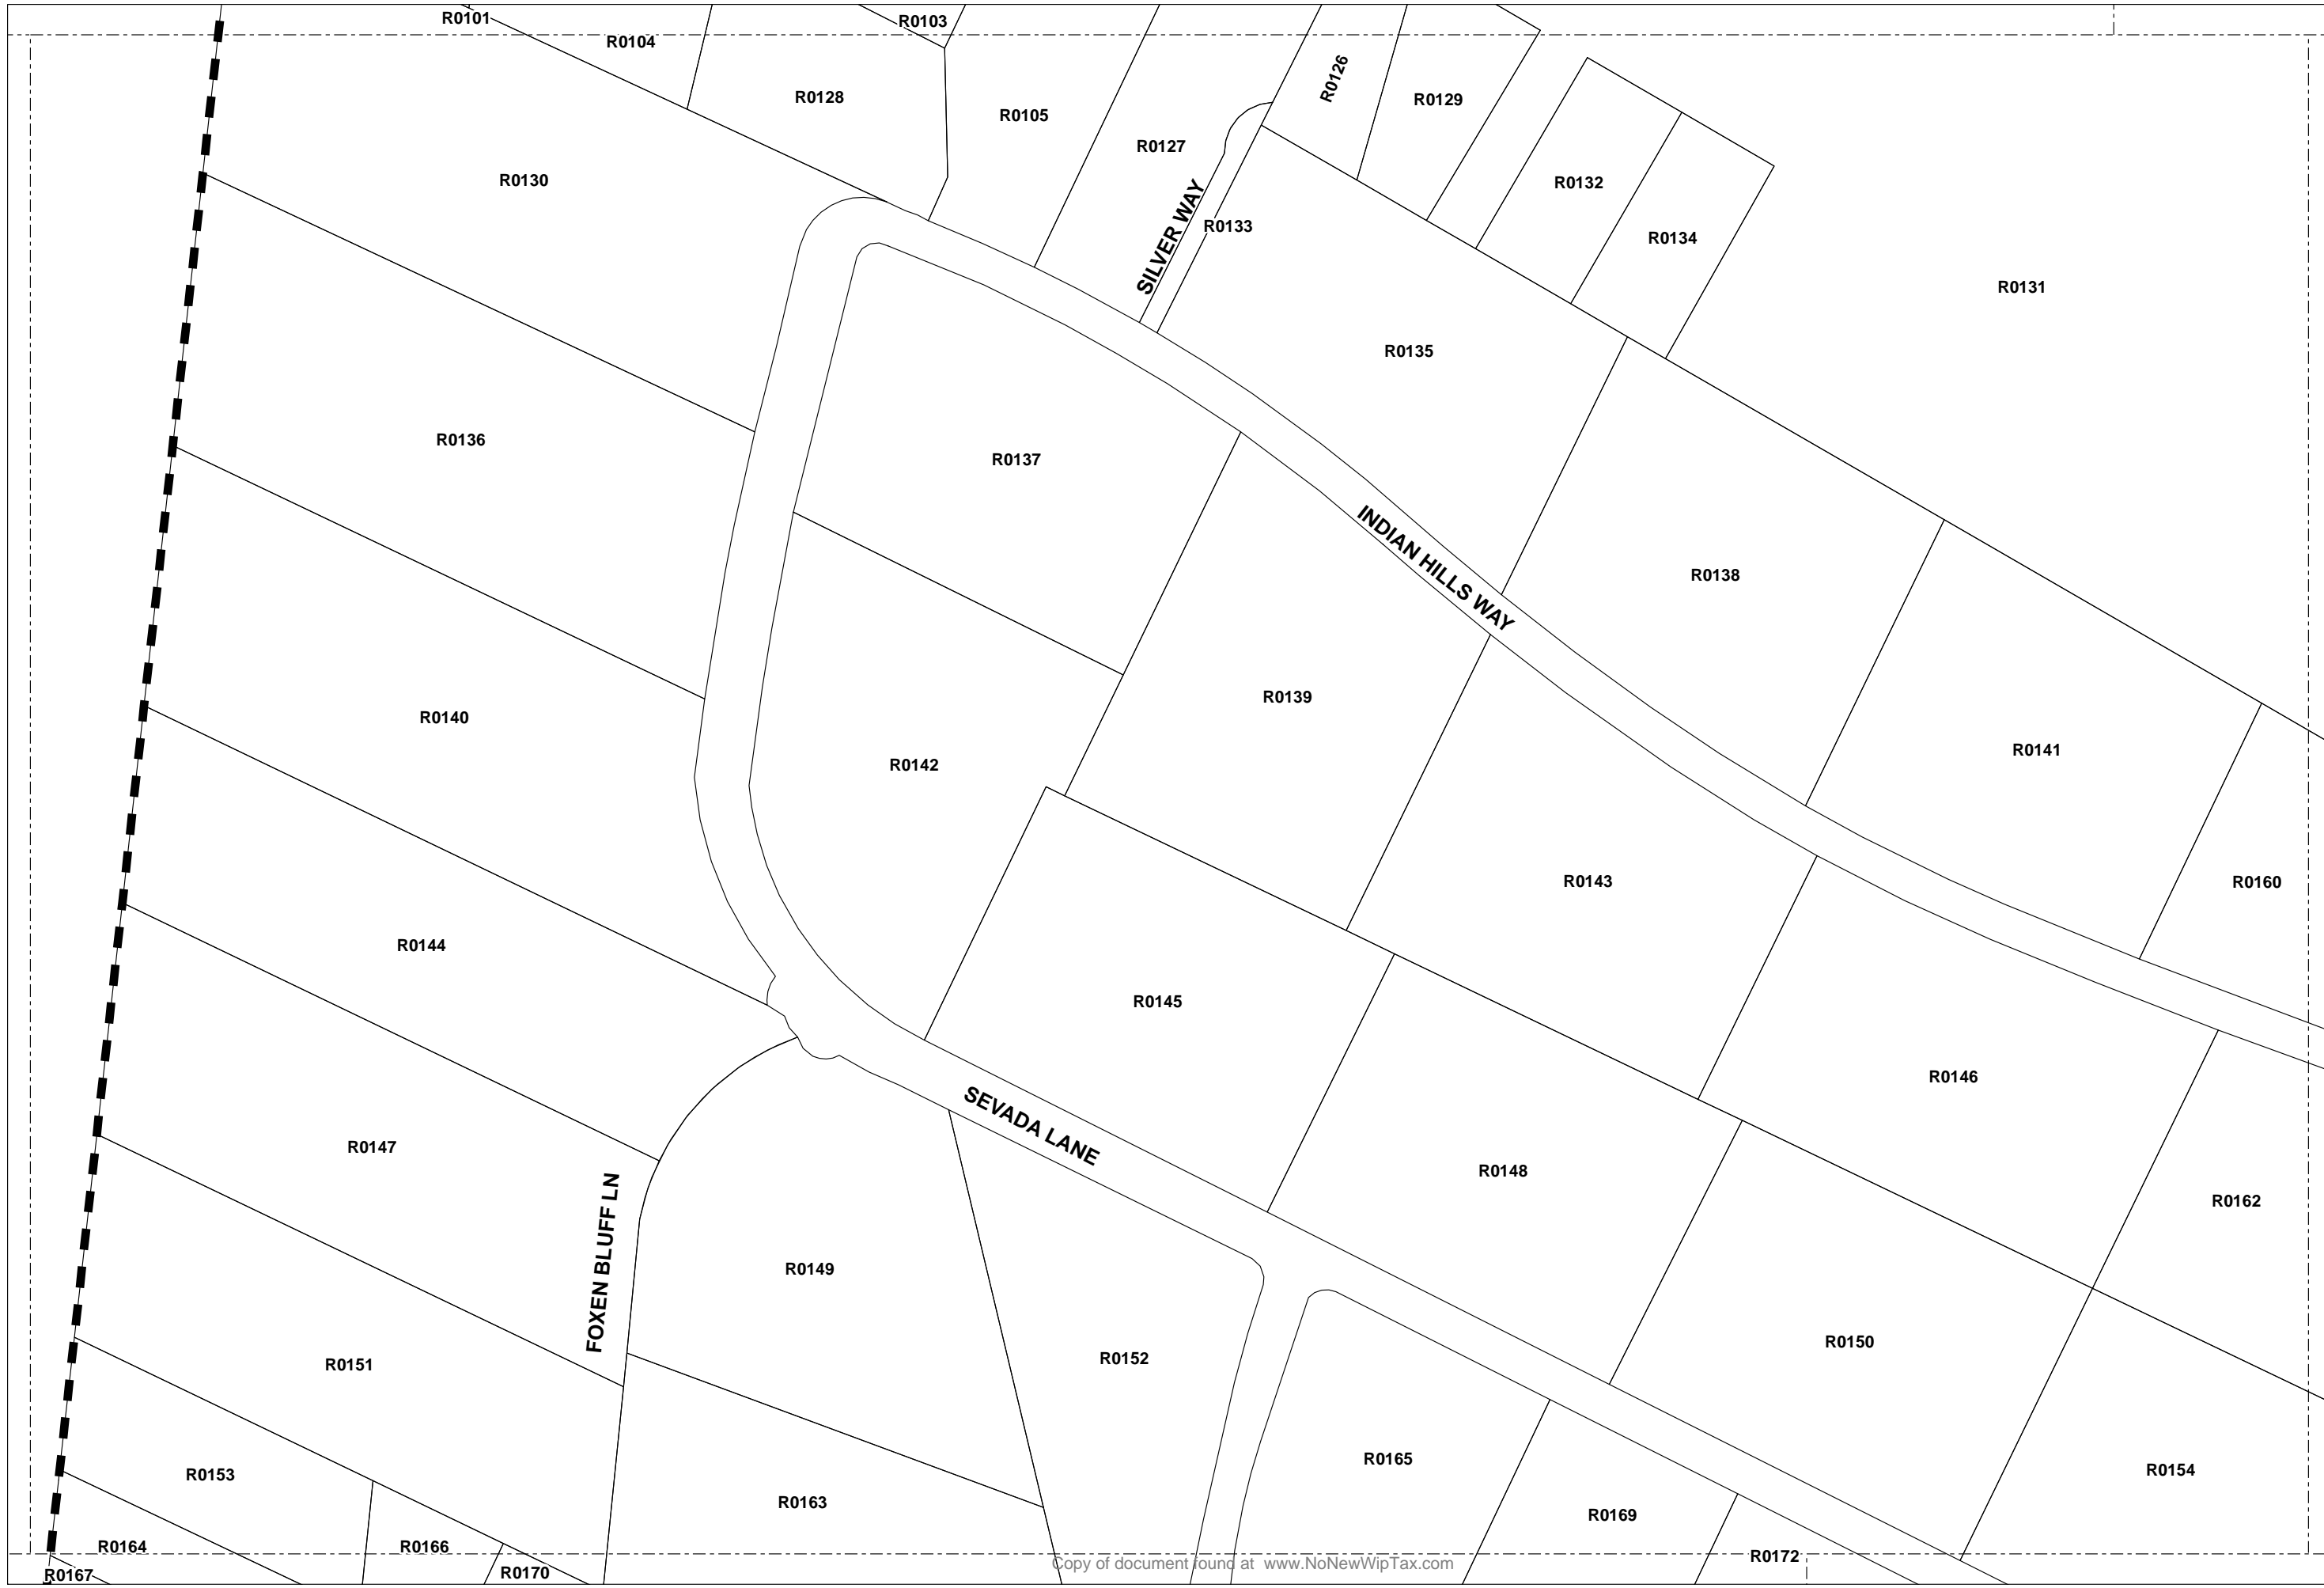 R0101
R0103
R0104
R0126
R0128
R0129
R0105
R0127
R0130
R0132
SILVER WAY
R0133
R0134
R0131
R0135
R0136
R0137
INDIAN HILLS WAY
R0138
R0139
R0140
R0141
R0142
R0143
R0160
R0144
R0145
R0146
SEVADA LANE
R0147
R0148
R0162
FOXEN BLUFF LN
R0149
R0150
R0152
R0151
R0165
R0154
R0153
R0163
R0169
R0164
R0166
R0172
Copy of document found at www.NoNewWipTax.com
R0170
R0167